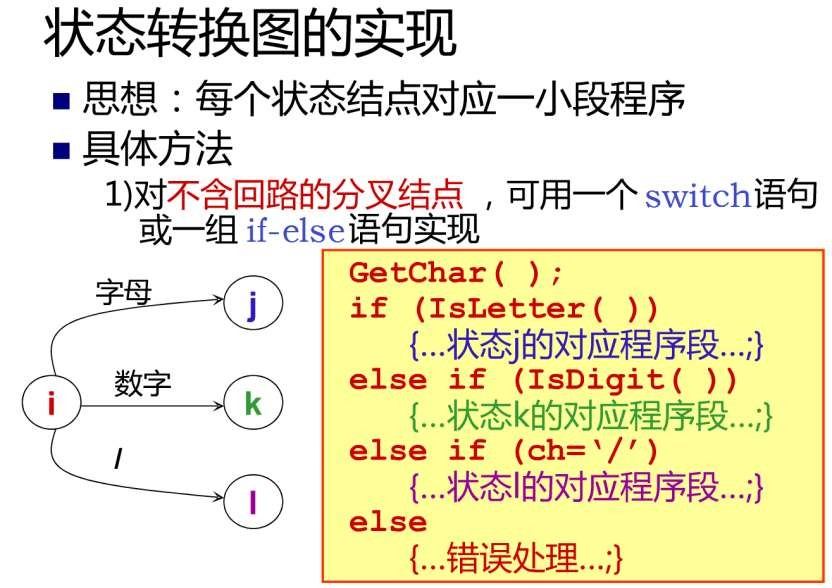 状态转换图的实现
■ 思想：每个状态结点对应一小段程序
■ 具体方法
1)对不含回路的分叉结点 ，可用一个 switch语句
或一组 if-else语句实现
字母
j
i
数字
k
/
l
GetChar( );
if (IsLetter( ))
{…状态j的对应程序段…;}
else if (IsDigit( ))
{…状态k的对应程序段…;}
else if (ch=‘/’)
{…状态l的对应程序段…;}
else
{…错误处理…;}